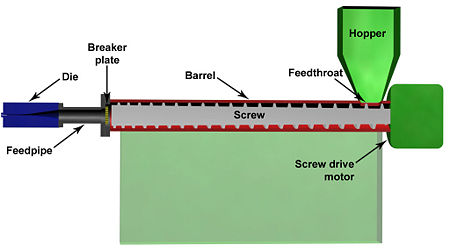 Hopper
Breaker
plate
Die
Barrel
Feedthroat
Screw
Feedpipe
Screw drive
motor